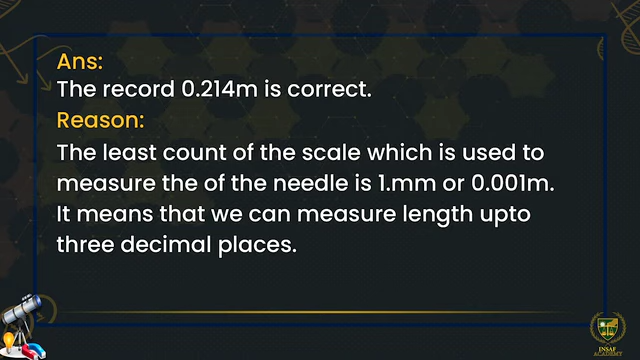 Ans:
The record 0.214m is correct.
Reason:
The least count of the scale which is used to
measure the of the needle is 1.mm or 0.001m.
It means that we can measure length upto
three decimal places.
INSAF
ACADEMY